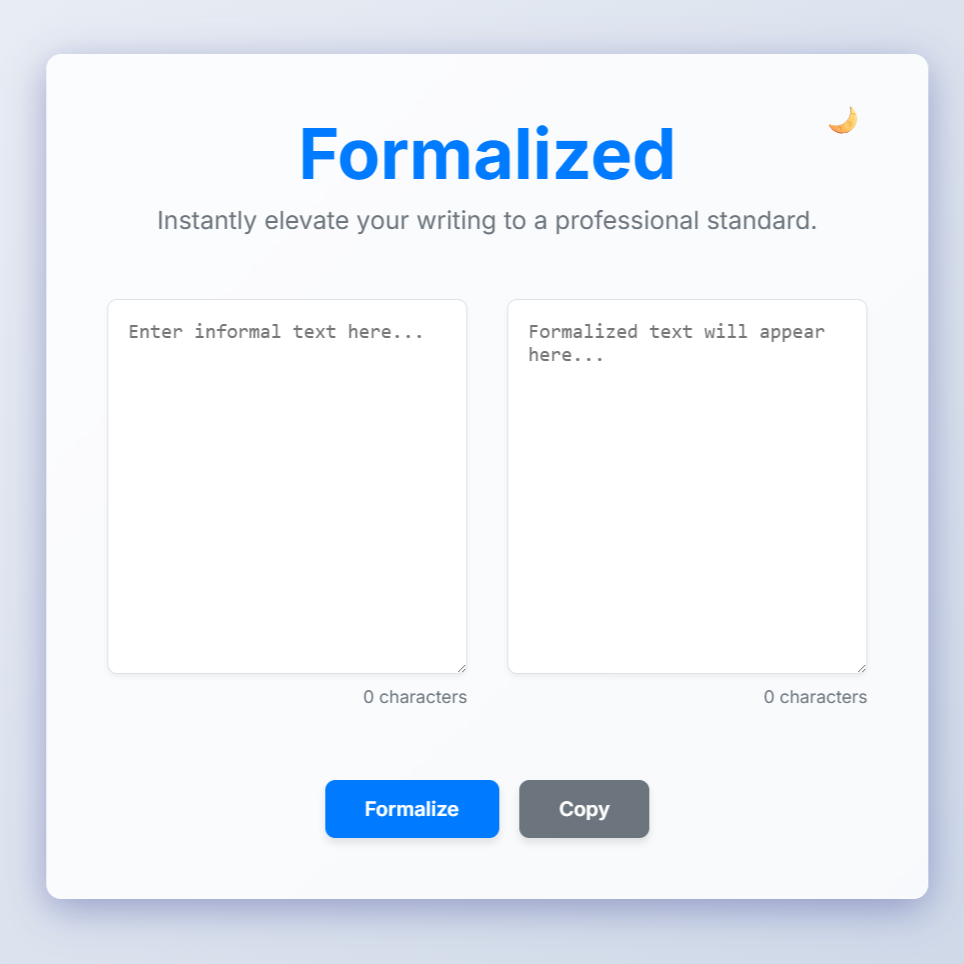 Formalized
Instantly elevate your writing to a professional standard.
Enter informal text here...
Formalized text will appear
here...
0 characters
0 characters
Formalize
Copy